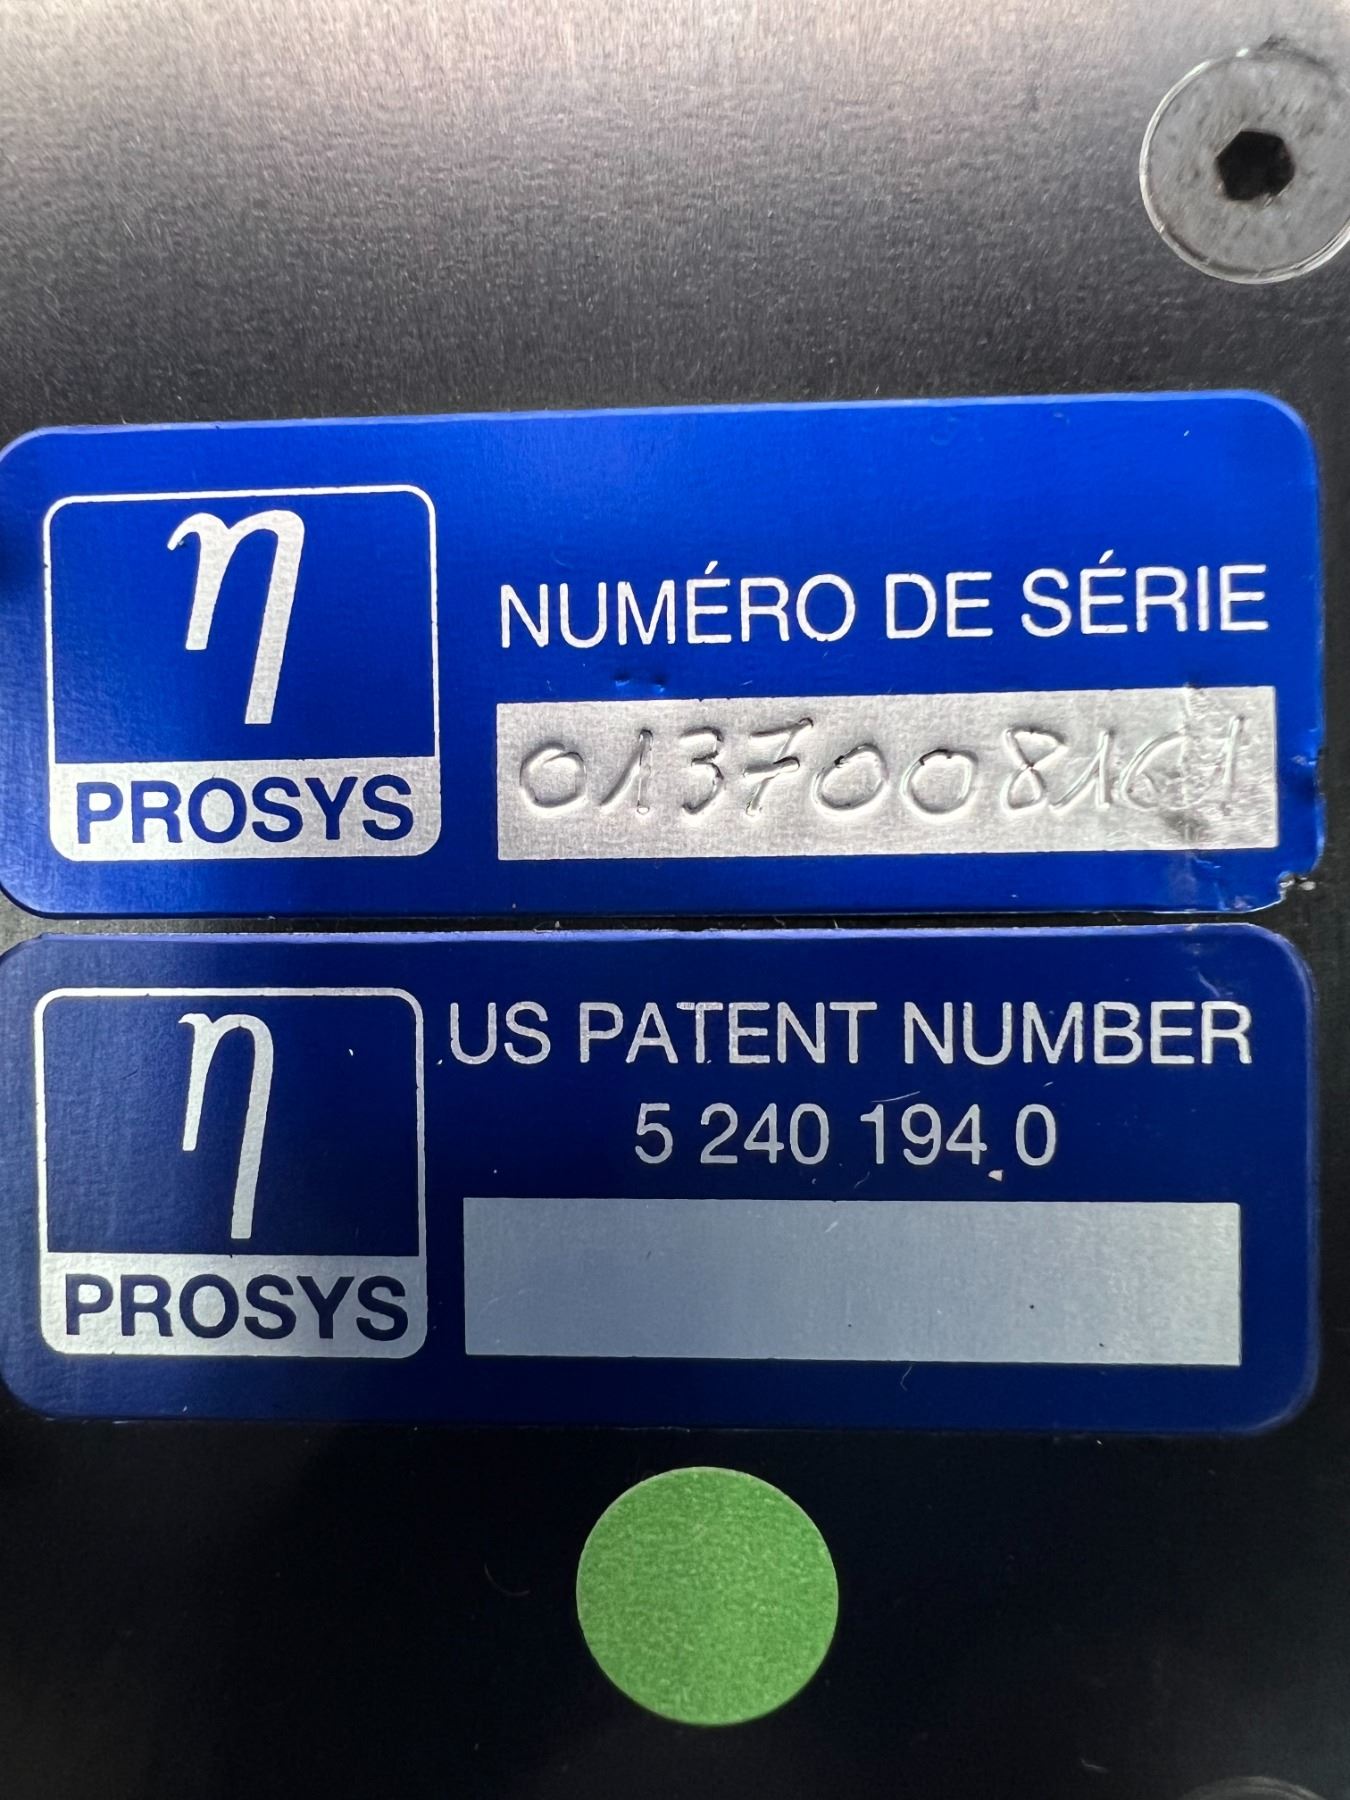 η
PROSYS
NUMÉRO DE SÉRIE
η
PROSYS
US PATENT NUMBER
5 240 194.0